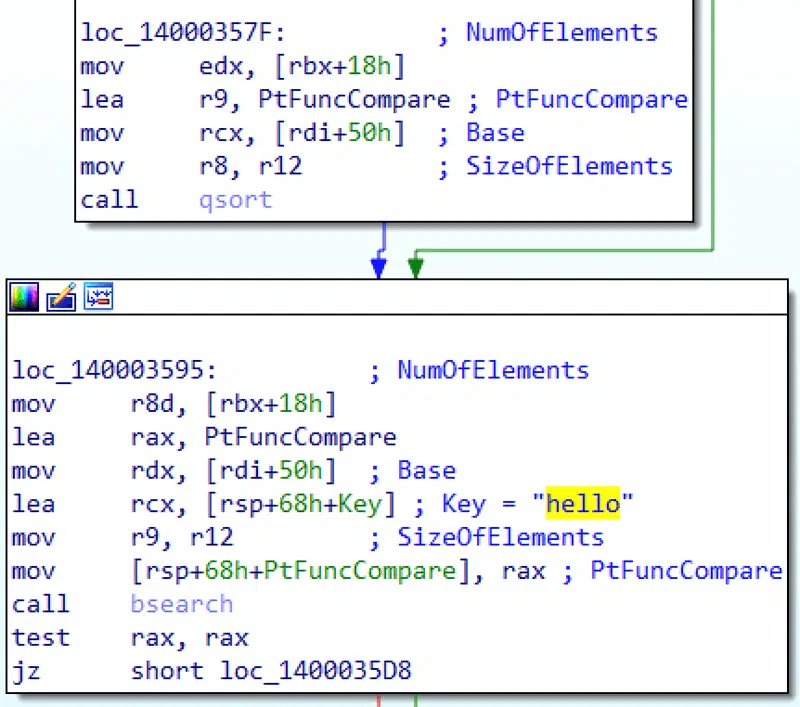 loc_14000357F: ; NumOfElements
mov edx, [rbx+18h]
lea r9, PtFuncCompare ; PtFuncCompare
mov rcx, [rdi+50h] ; Base
mov r8, r12 ; SizeOfElements
call qsort
loc_140003595: ; NumOfElements
mov r8d, [rbx+18h]
lea rax, PtFuncCompare
mov rdx, [rdi+50h] ; Base
lea rcx, [rsp+68h+Key] ; Key = "hello"
mov r9, r12 ; SizeOfElements
mov [rsp+68h+PtFuncCompare], rax ; PtFuncCompare
call bsearch
test rax, rax
jz short loc_1400035D8